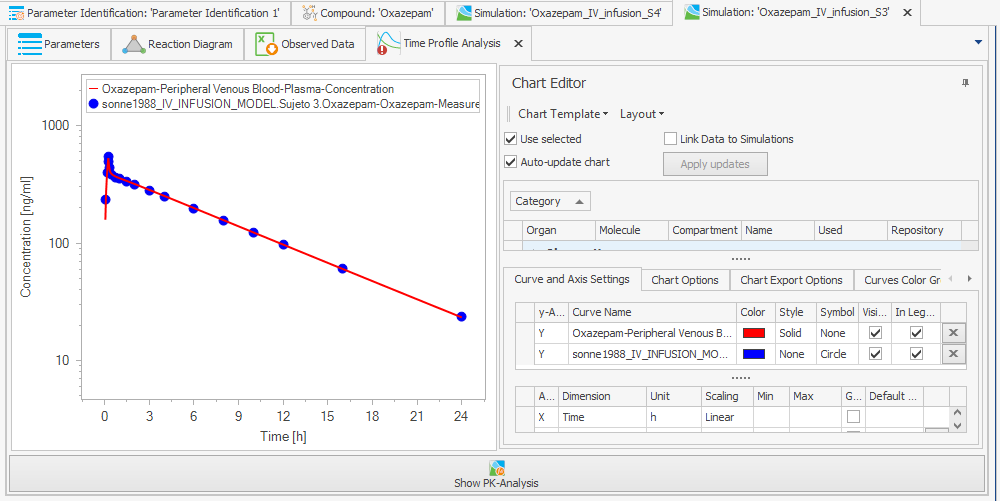 Parameter Identification: 'Parameter Identification 1' Compound: 'Oxazepam' Simulation: 'Oxazepam_IV_infusion_S4' Simulation: 'Oxazepam_IV_infusion_S3'
Parameters Reaction Diagram Observed Data Time Profile Analysis
Oxazepam-Peripheral Venous Blood-Plasma-Concentration
sonne1988_IV_INFUSION_MODEL.Sujeto 3.Oxazepam-Oxazepam-Measure
1000
100
10
Concentration [ng/ml]
0 3 6 9 12 15 18 21 24
Time [h]
Chart Editor
Chart Template Layout
Use selected Link Data to Simulations
Auto-update chart Apply updates
Category
Organ Molecule Compartment Name Used Repository
Curve and Axis Settings Chart Options Chart Export Options Curves Color Gr
y-A... Curve Name Color Style Symbol Visi... In Leg...
Y Oxazepam-Peripheral Venous B... Solid None
Y sonne1988_IV_INFUSION_MO... None Circle
A... Dimension Unit Scaling Min Max G... Default ...
X Time h Linear
Show PK-Analysis